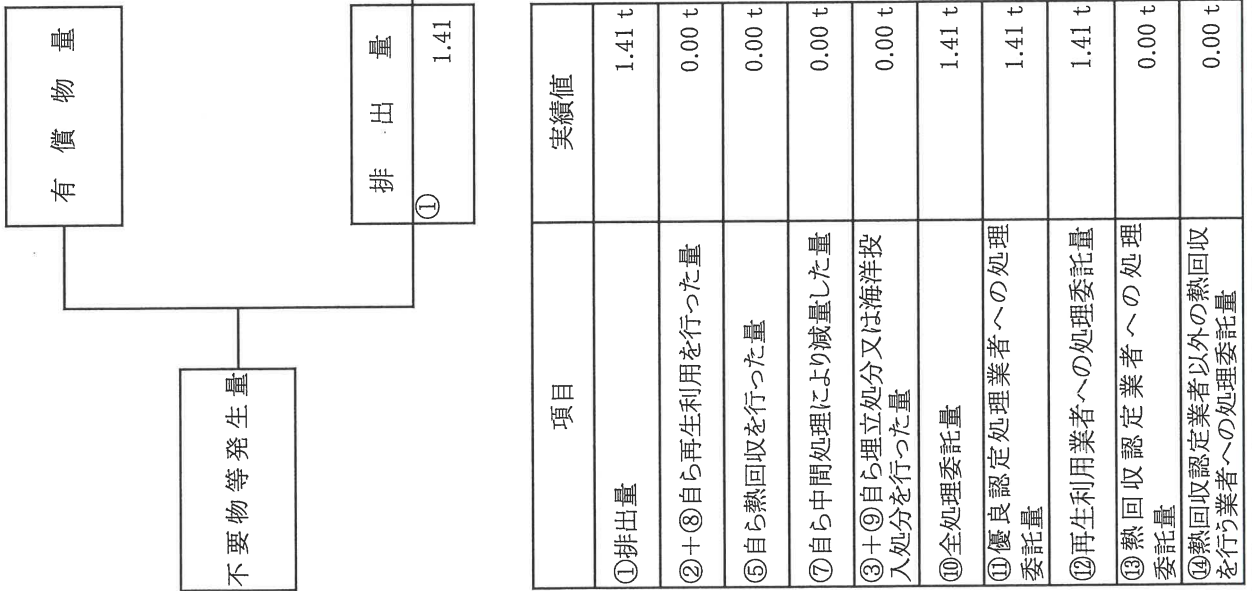 有償物量
不要物等発生量
排出量
①
1.41
項目 実績値
①排出量 1.41 t
②+⑧自ら再生利用を行った量 0.00 t
⑤自ら熱回収を行った量 0.00 t
⑦自ら中間処理により減量した量 0.00 t
③+⑨自ら埋立処分又は海洋投
入処分を行った量 0.00 t
⑩全処理委託量 1.41 t
⑪優良認定処理業者への処理
委託量 1.41 t
⑫再生利用業者への処理委託量 1.41 t
⑬熱回収認定業者への処理
委託量 0.00 t
⑭熱回収認定業者以外の熱回収
を行う業者への処理委託量 0.00 t